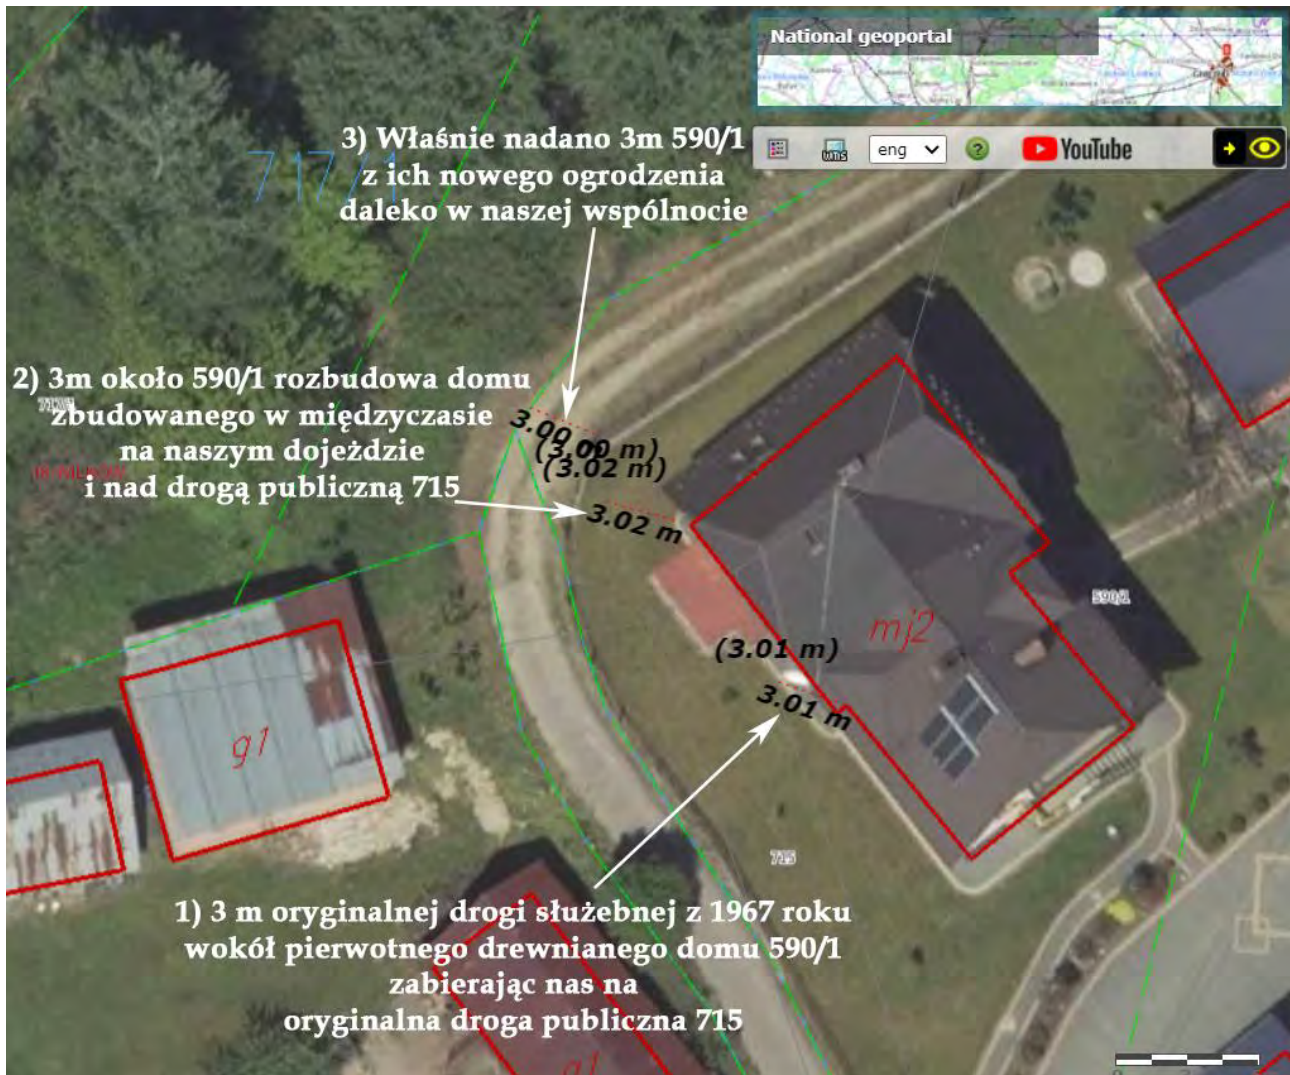 National geoportal
eng
YouTube
3) Właśnie nadano 3m 590/1
z ich nowego ogrodzenia
daleko w naszej wspólnocie
717/1
2) 3m około 590/1 rozbudowa domu
zbudowanego w międzyczasie
na naszym dojeździe
i nad drogą publiczną 715
3.00
(3.00 m)
(3.02 m)
3.02 m
590/1
mj2
(3.01 m)
3.01 m
g1
715
1) 3 m oryginalnej drogi służebnej z 1967 roku
wokół pierwotnego drewnianego domu 590/1
zabierając nas na
oryginalna droga publiczna 715
g1